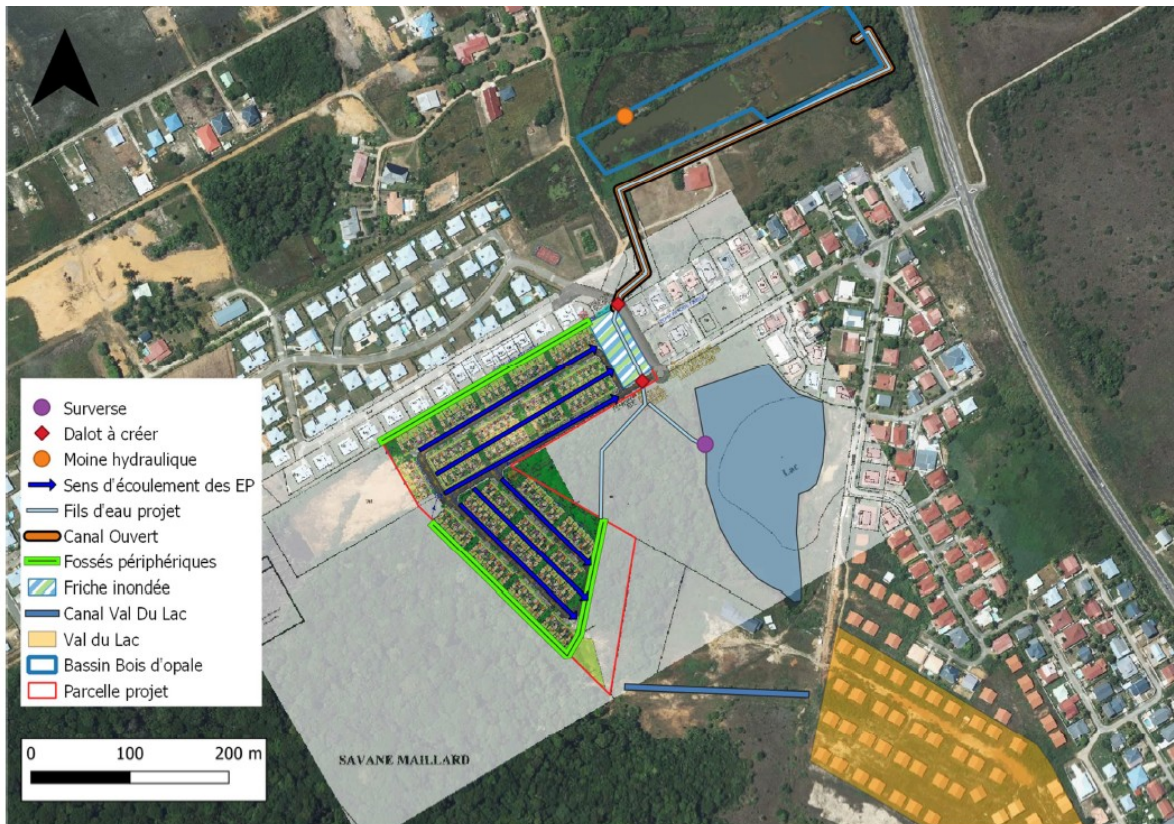 Lac
Surverse
Dalot à créer
Moine hydraulique
Sens d'écoulement des EP
Fils d'eau projet
Canal Ouvert
Fossés périphériques
Friche inondée
Canal Val Du Lac
Val du Lac
Bassin Bois d'opale
Parcelle projet
0 100 200 m
SAVANE MAILLARD